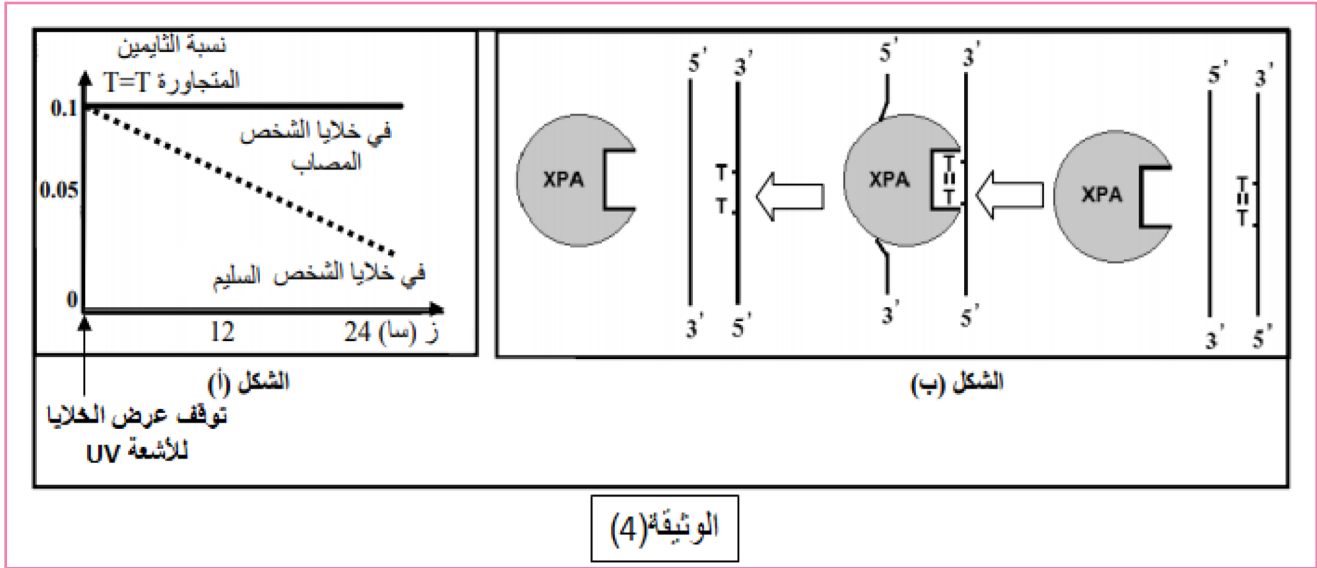 نسبة الثايمين
المتجاورة T=T
0.1
في خلايا الشخص
المصاب
0.05
في خلايا الشخص السليم
0
12
24
ز (سا)
الشكل (أ)
توقف عرض الخلايا
للأشعة UV
5' 3'
T=T
XPA
3' 5'
5' 3'
XPA
T=T
3' 5'
5' 3'
XPA
T
T
3' 5'
الشكل (ب)
الوثيقة(4)